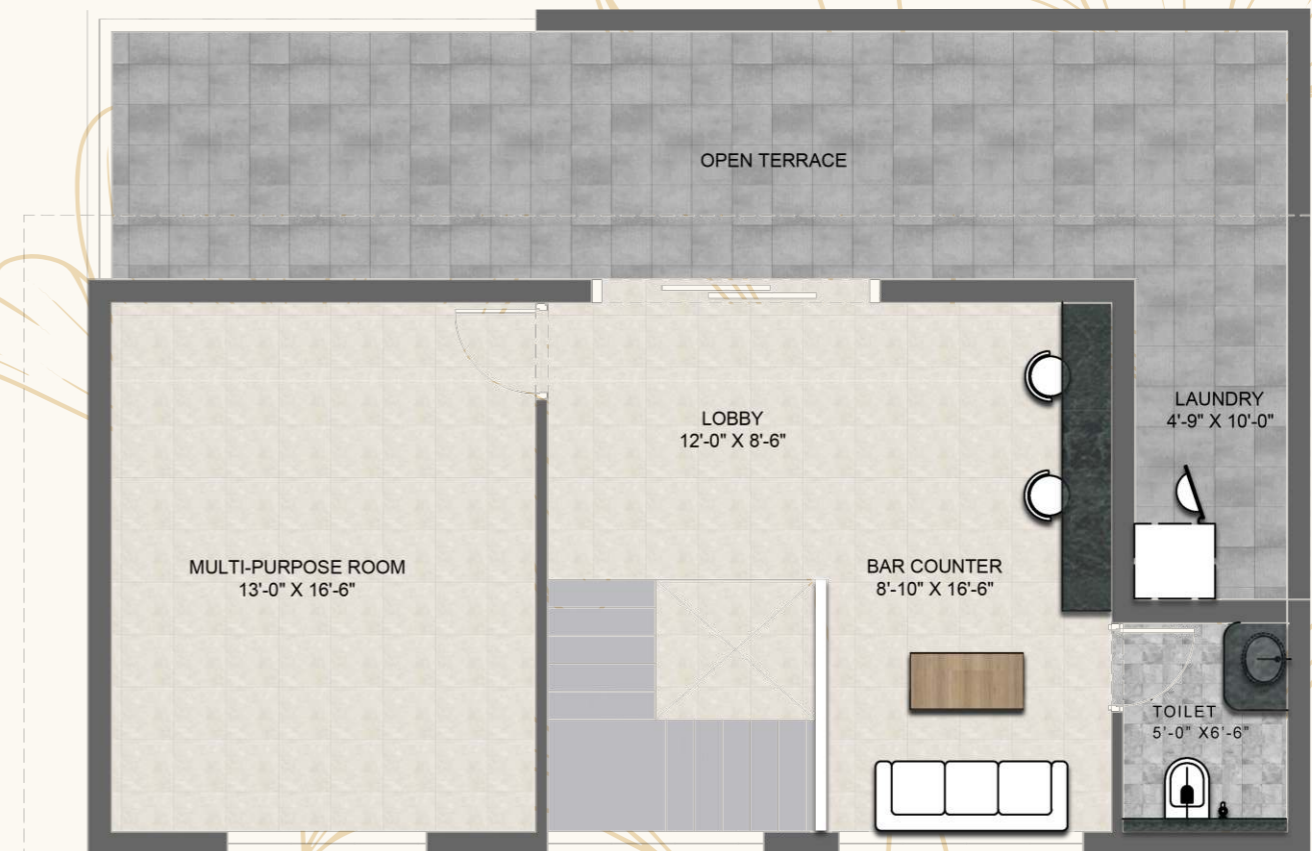 OPEN TERRACE
LAUNDRY
4'-9" X 10'-0"
LOBBY
12'-0" X 8'-6"
MULTI-PURPOSE ROOM
13'-0" X 16'-6"
BAR COUNTER
8'-10" X 16'-6"
TOILET
5'-0" X6'-6"